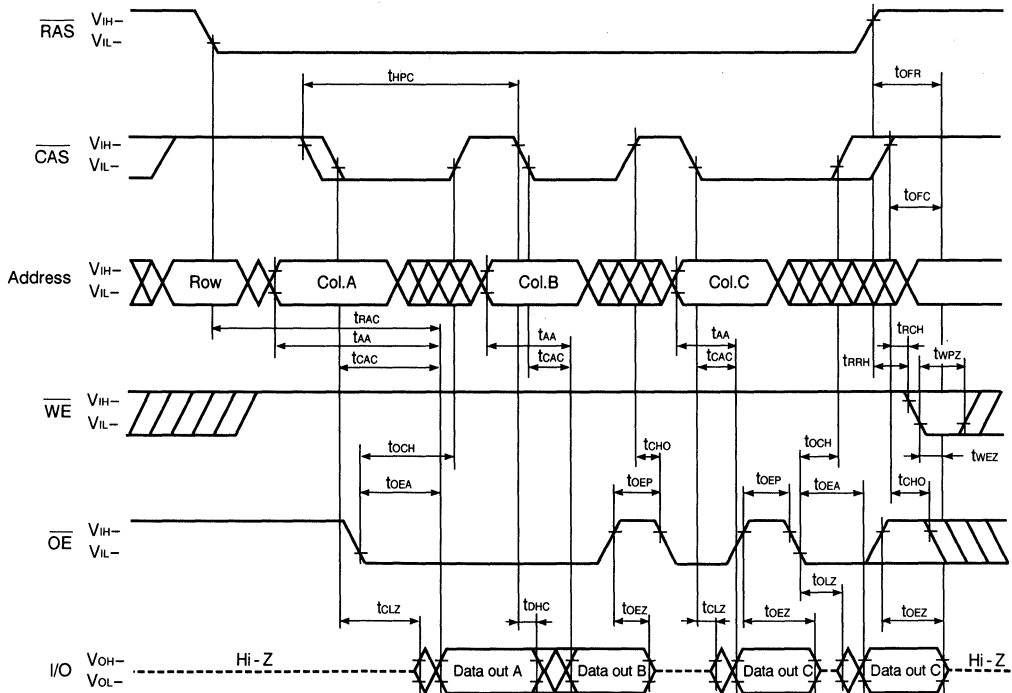 RAS VIH– VIL–
tOFR
tHPC
CAS VIH– VIL–
tOFC
Address VIH– VIL– Row Col.A Col.B Col.C
tRAC
tAA tAA tAA
tCAC tCAC tCAC
tRCH
tRRH tWPZ
WE VIH– VIL–
tWEZ
tOCH tCHO tOCH
tOEA tOEP tOEP tOEA tCHO
OE VIH– VIL–
tOLZ
tCLZ tDHC tOEZ tCLZ tOEZ tOEZ
I/O VOH– VOL– Hi - Z Data out A Data out B Data out C Data out C Hi - Z